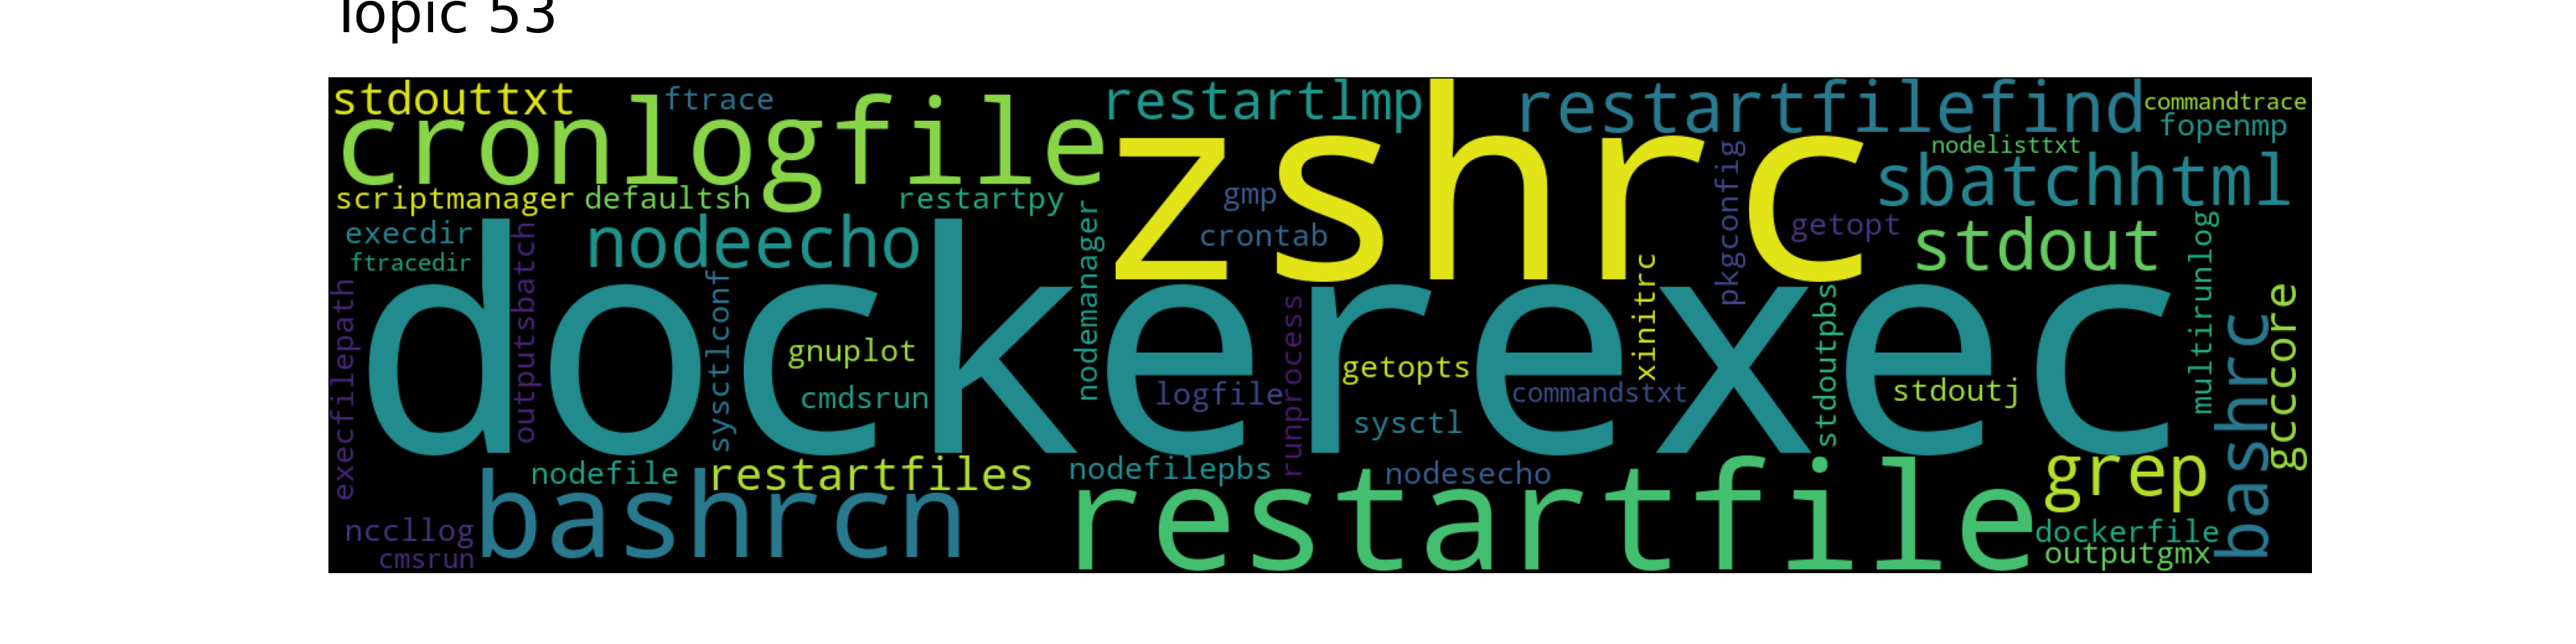 Topic 53
stdouttxt
ftrace
restartlmp
restartfilefind
commandtrace
cronlogfile
zshrc
fopenmp
nodelisttxt
scriptmanager
defaultsh
restartpy
gmp
pkgconfig
sbatchhtml
execdir
nodeecho
crontab
getopt
stdout
ftracedir
outputsbatch
nodemanager
multirunlog
execfilepath
sysctlconf
dockerexec
xinitrc
gnuplot
getopts
stdoutpbs
cmdsrun
logfile
runprocess
commandstxt
stdoutj
sysctl
bashrc
gcccore
nodefile
restartfiles
nodefilepbs
nodesecho
grep
nccllog
bashrcn
restartfile
dockerfile
cmsrun
outputgmx